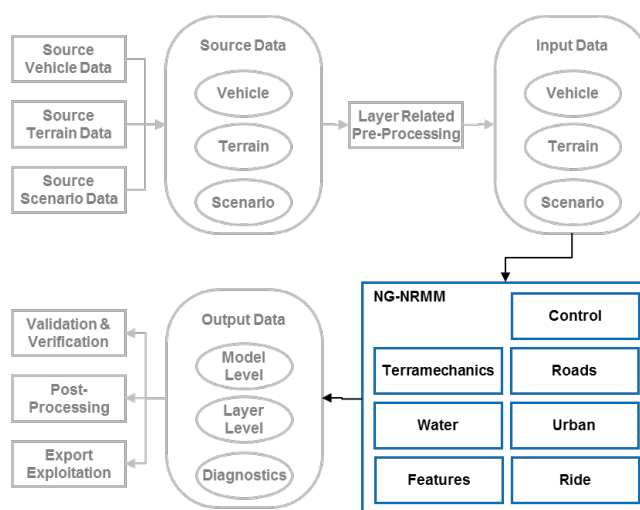 Source
Vehicle Data
Source
Terrain Data
Source
Scenario Data
Source Data
Vehicle
Terrain
Scenario
Layer Related
Pre-Processing
Input Data
Vehicle
Terrain
Scenario
NG-NRMM
Control
Terramechanics
Roads
Water
Urban
Features
Ride
Output Data
Model
Level
Layer
Level
Diagnostics
Validation &
Verification
Post-
Processing
Export
Exploitation